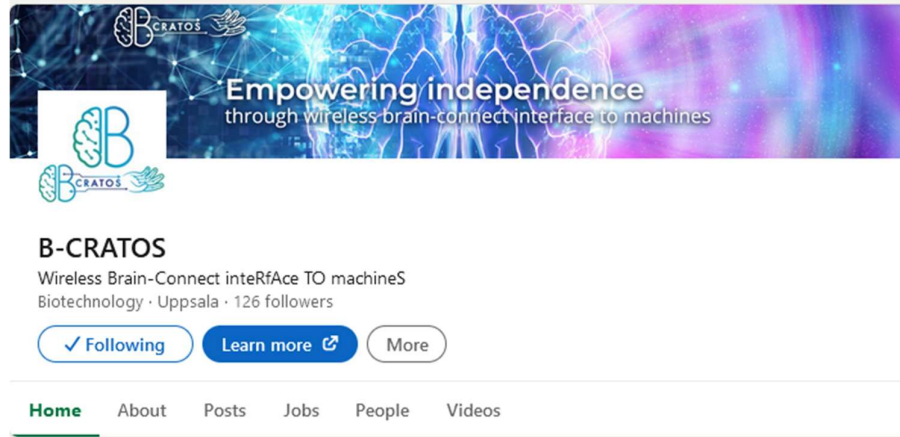 B CRATOS
Empowering independence
through wireless brain-connect interface to machines
B
B CRATOS
B-CRATOS
Wireless Brain-Connect inteRfAce TO machineS
Biotechnology · Uppsala · 126 followers
Following
Learn more
More
Home About Posts Jobs People Videos